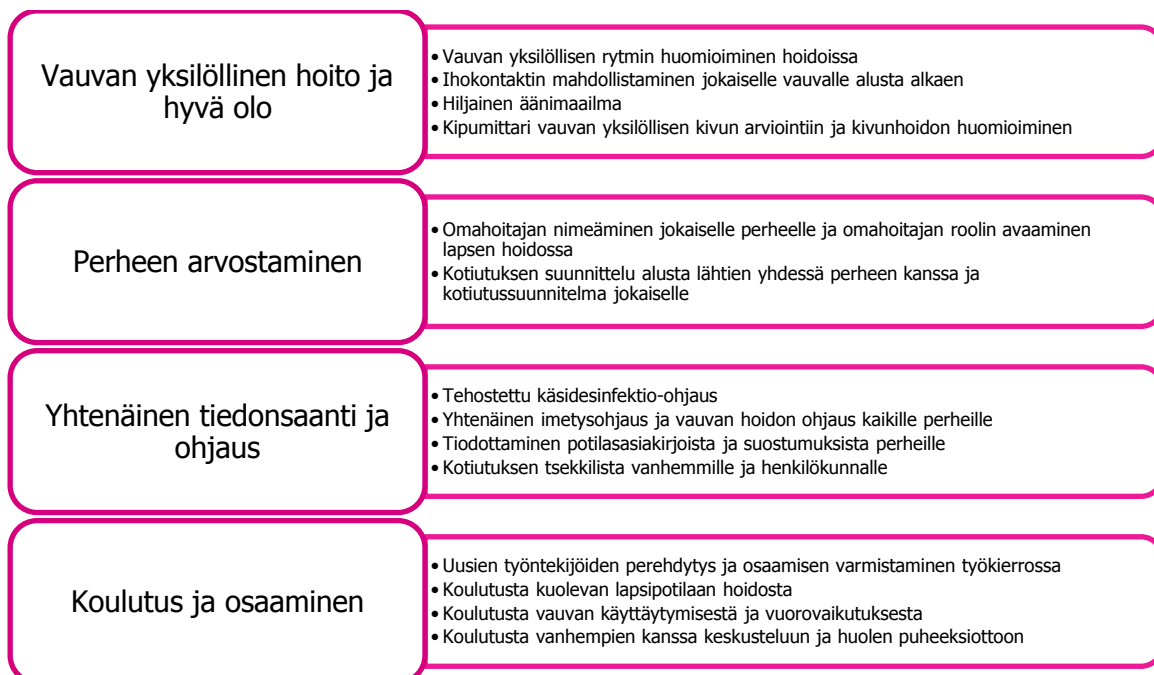 Vauvan yksilöllinen hoito ja
hyvä olo
• Vauvan yksilöllisen rytmin huomioiminen hoidoissa
• Ihokontaktin mahdollistaminen jokaiselle vauvalle alusta alkaen
• Hiljainen äänimaailma
• Kipumittari vauvan yksilöllisen kivun arviointiin ja kivunhoidon huomioiminen
Perheen arvostaminen
• Omahoitajan nimeäminen jokaiselle perheelle ja omahoitajan roolin avaaminen
lapsen hoidossa
• Kotiutuksen suunnittelu alusta lähtien yhdessä perheen kanssa ja
kotiutussuunnitelma jokaiselle
Yhtenäinen tiedonsaanti ja
ohjaus
• Tehostettu käsidesinfektio-ohjaus
• Yhtenäinen imetysohjaus ja vauvan hoidon ohjaus kaikille perheille
• Tiodottaminen potilasasiakirjoista ja suostumuksista perheille
• Kotiutuksen tsekkilista vanhemmille ja henkilökunnalle
Koulutus ja osaaminen
• Uusien työntekijöiden perehdytys ja osaamisen varmistaminen työkierrossa
• Koulutusta kuolevan lapsipotilaan hoidosta
• Koulutusta vauvan käyttäytymisestä ja vuorovaikutuksesta
• Koulutusta vanhempien kanssa keskusteluun ja huolen puheeksiottoon